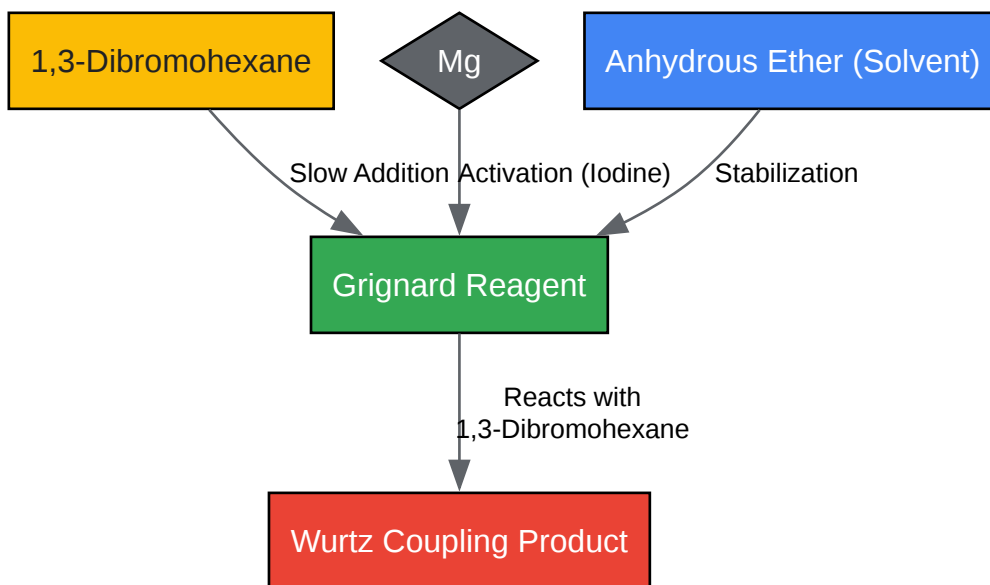 1,3-Dibromohexane
Mg
Anhydrous Ether (Solvent)
Slow Addition
Activation (Iodine)
Stabilization
Grignard Reagent
Reacts with
1,3-Dibromohexane
Wurtz Coupling Product